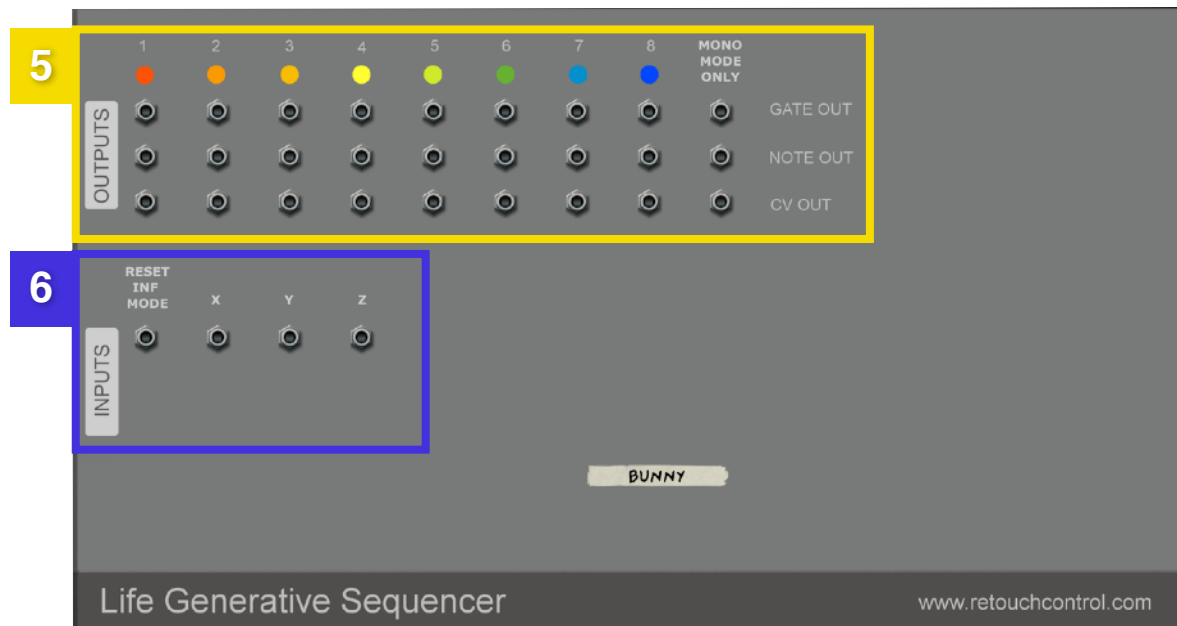 5
1 2 3 4 5 6 7 8 MONO MODE ONLY
OUTPUTS
GATE OUT
NOTE OUT
CV OUT
6
RESET INF MODE X Y Z
INPUTS
BUNNY
Life Generative Sequencer www.retouchcontrol.com